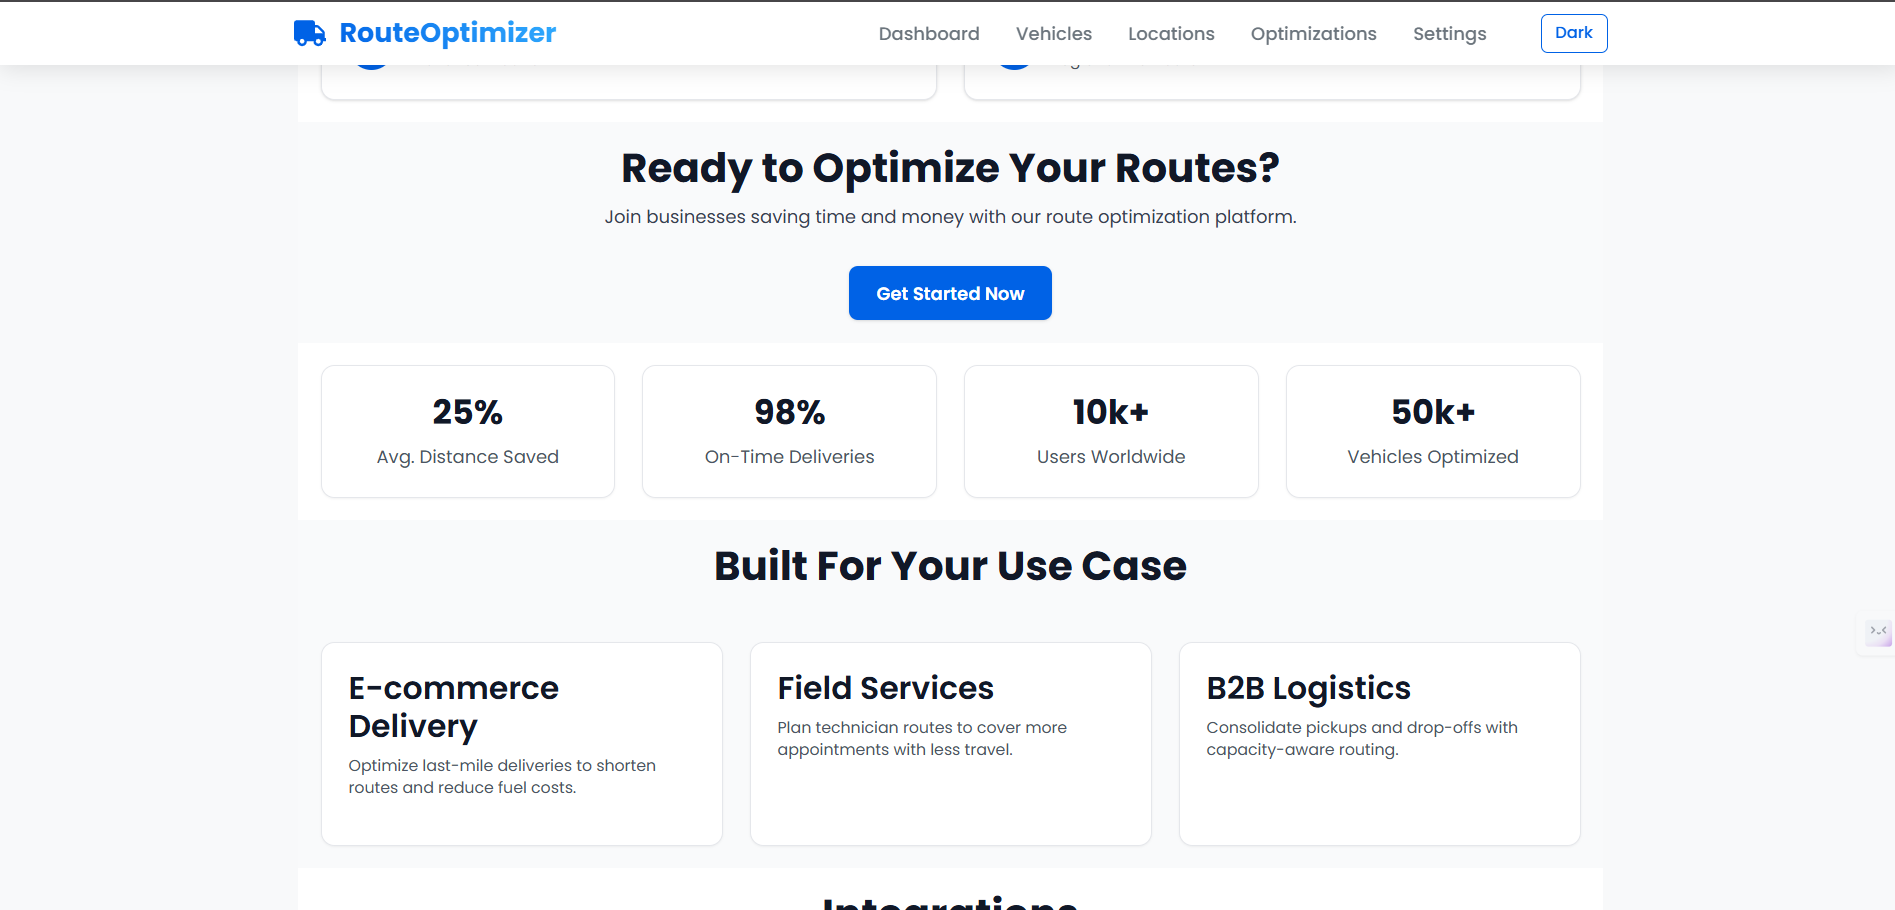 RouteOptimizer
Dashboard
Vehicles
Locations
Optimizations
Settings
Dark
Ready to Optimize Your Routes?
Join businesses saving time and money with our route optimization platform.
Get Started Now
25%
Avg. Distance Saved
98%
On-Time Deliveries
10k+
Users Worldwide
50k+
Vehicles Optimized
Built For Your Use Case
E-commerce
Delivery
Optimize last-mile deliveries to shorten
routes and reduce fuel costs.
Field Services
Plan technician routes to cover more
appointments with less travel.
B2B Logistics
Consolidate pickups and drop-offs with
capacity-aware routing.
Integrations